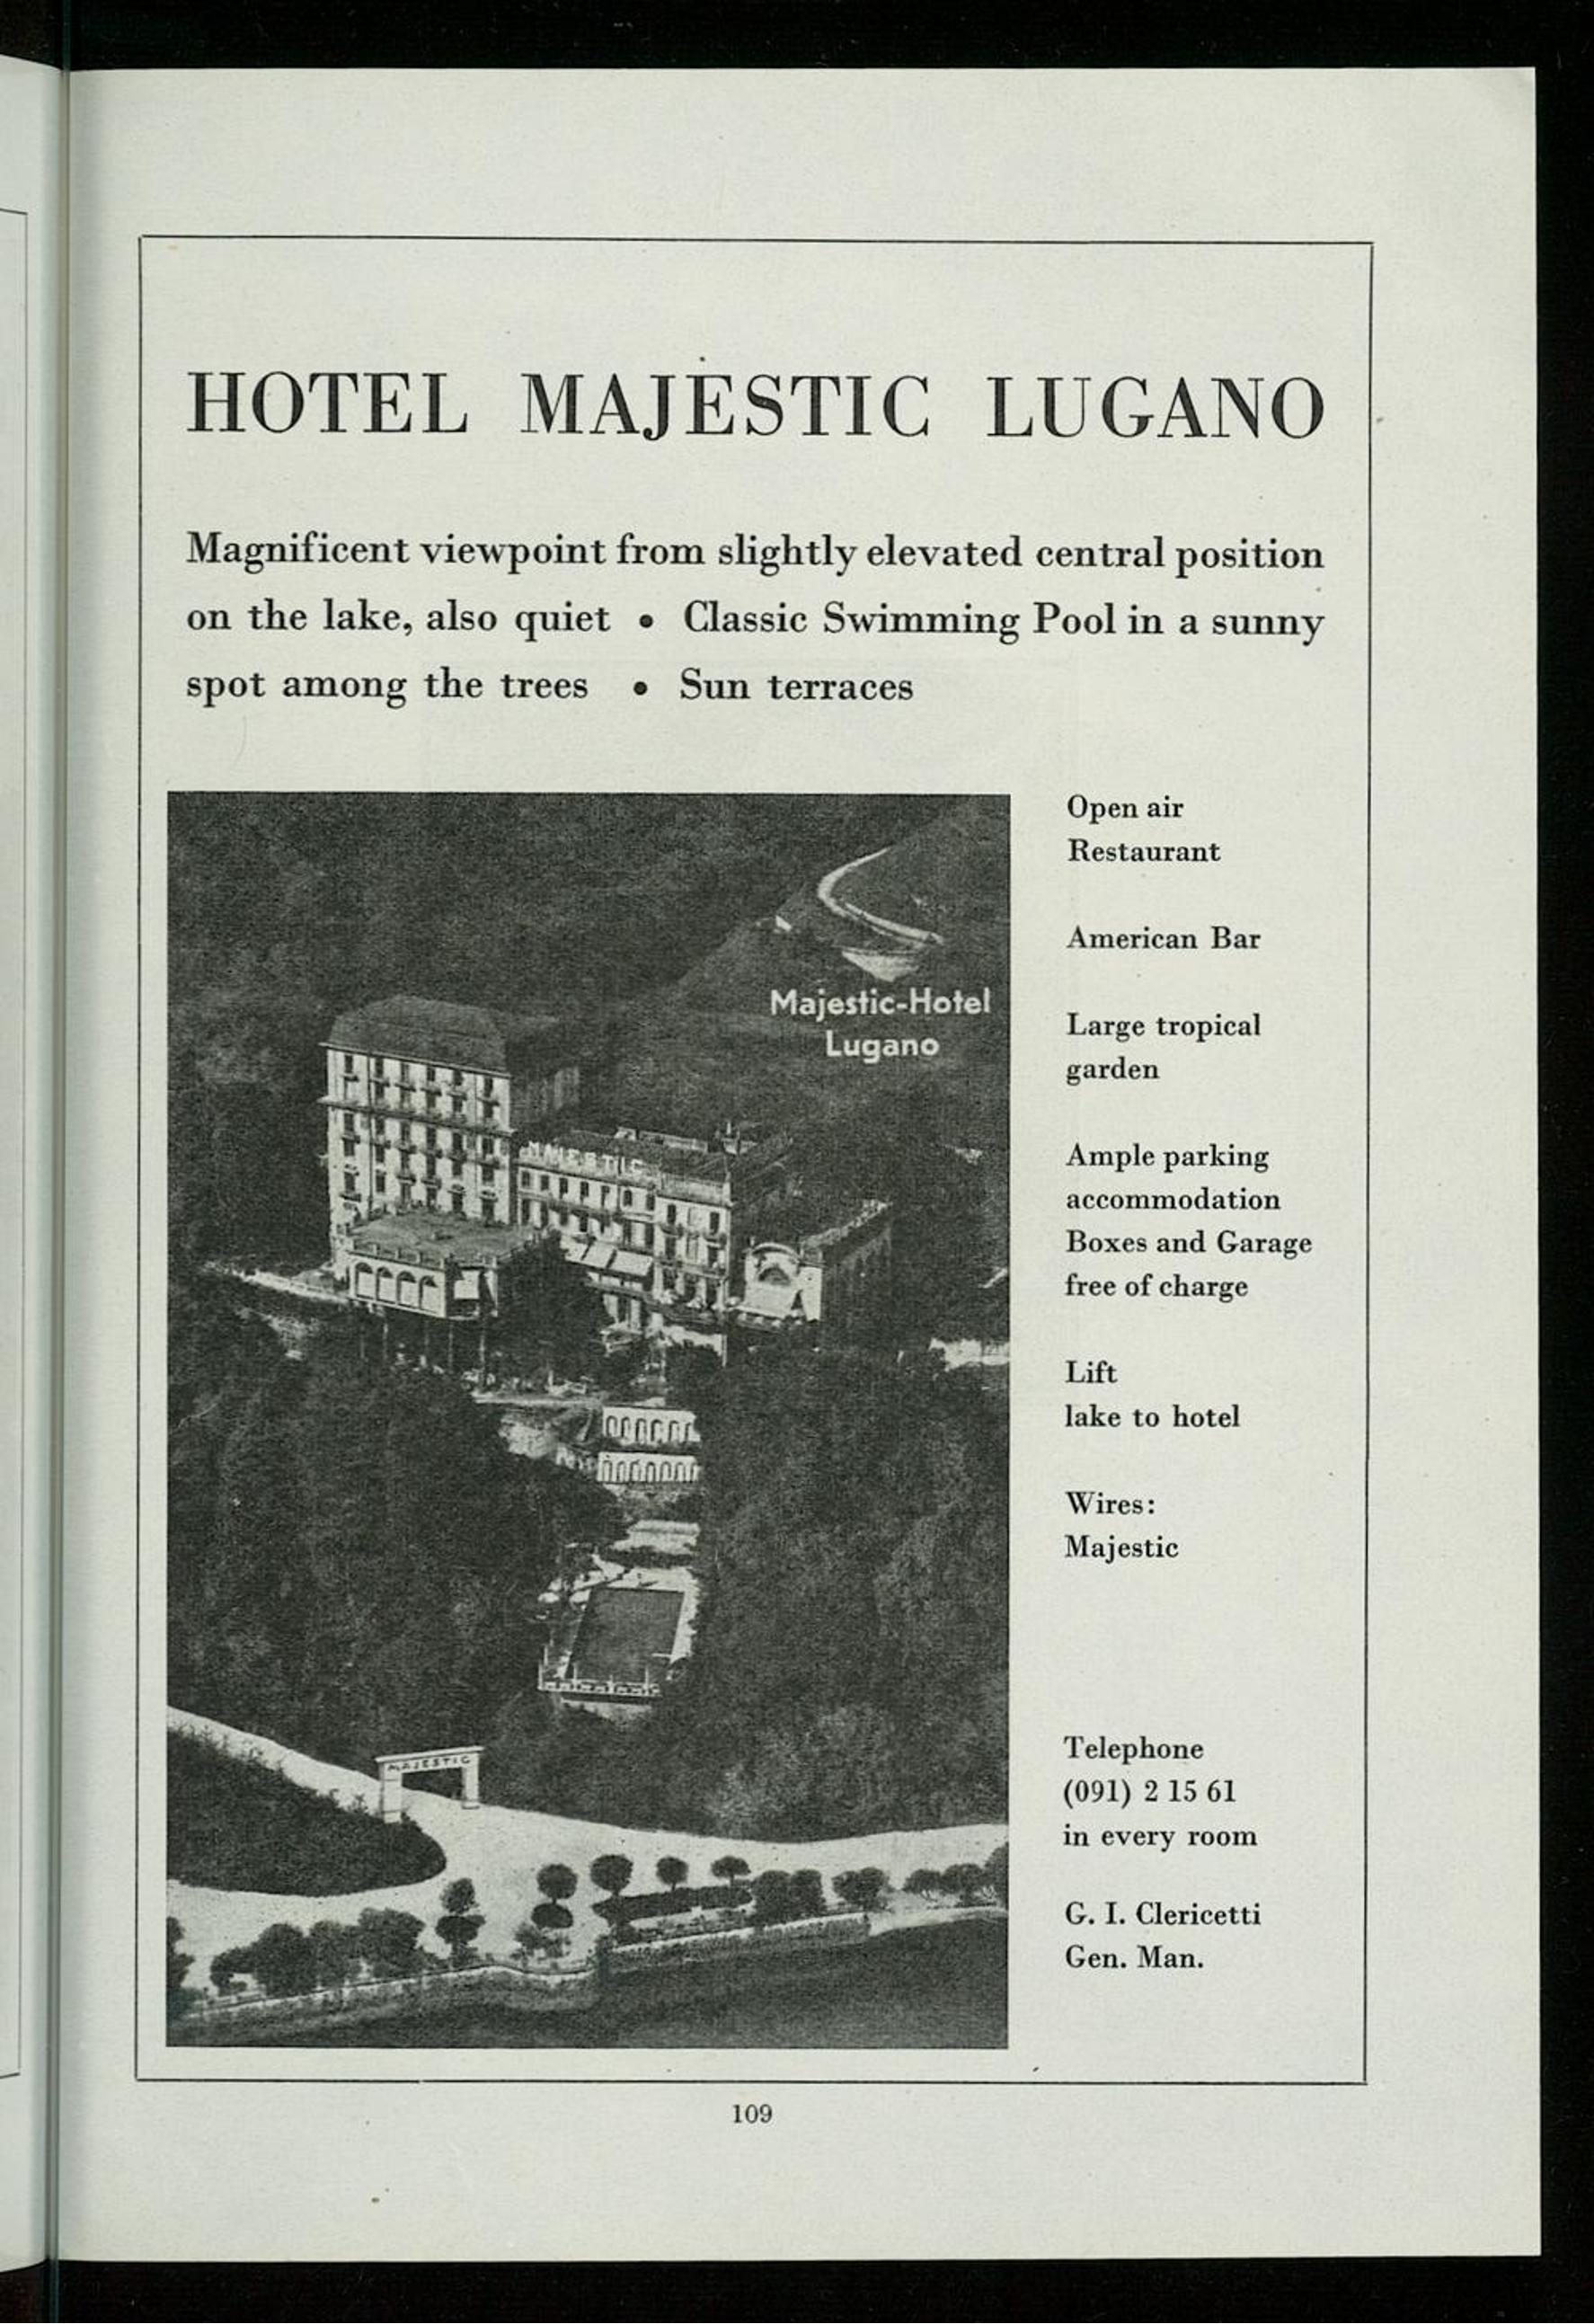 HOTEL MAJESTIC LUGANO
Magnificent viewpoint from slightly elevated central position
on the lake, also quiet • Classic Swimming Pool in a sunny
spot among the trees • Sun terraces
Majestic-Hotel
Lugano
MAJESTIC
MAJESTIC
Open air
Restaurant
American Bar
Large tropical
garden
Ample parking
accommodation
Boxes and Garage
free of charge
Lift
lake to hotel
Wires:
Majestic
Telephone
(091) 2 15 61
in every room
G. I. Clericetti
Gen. Man.
109